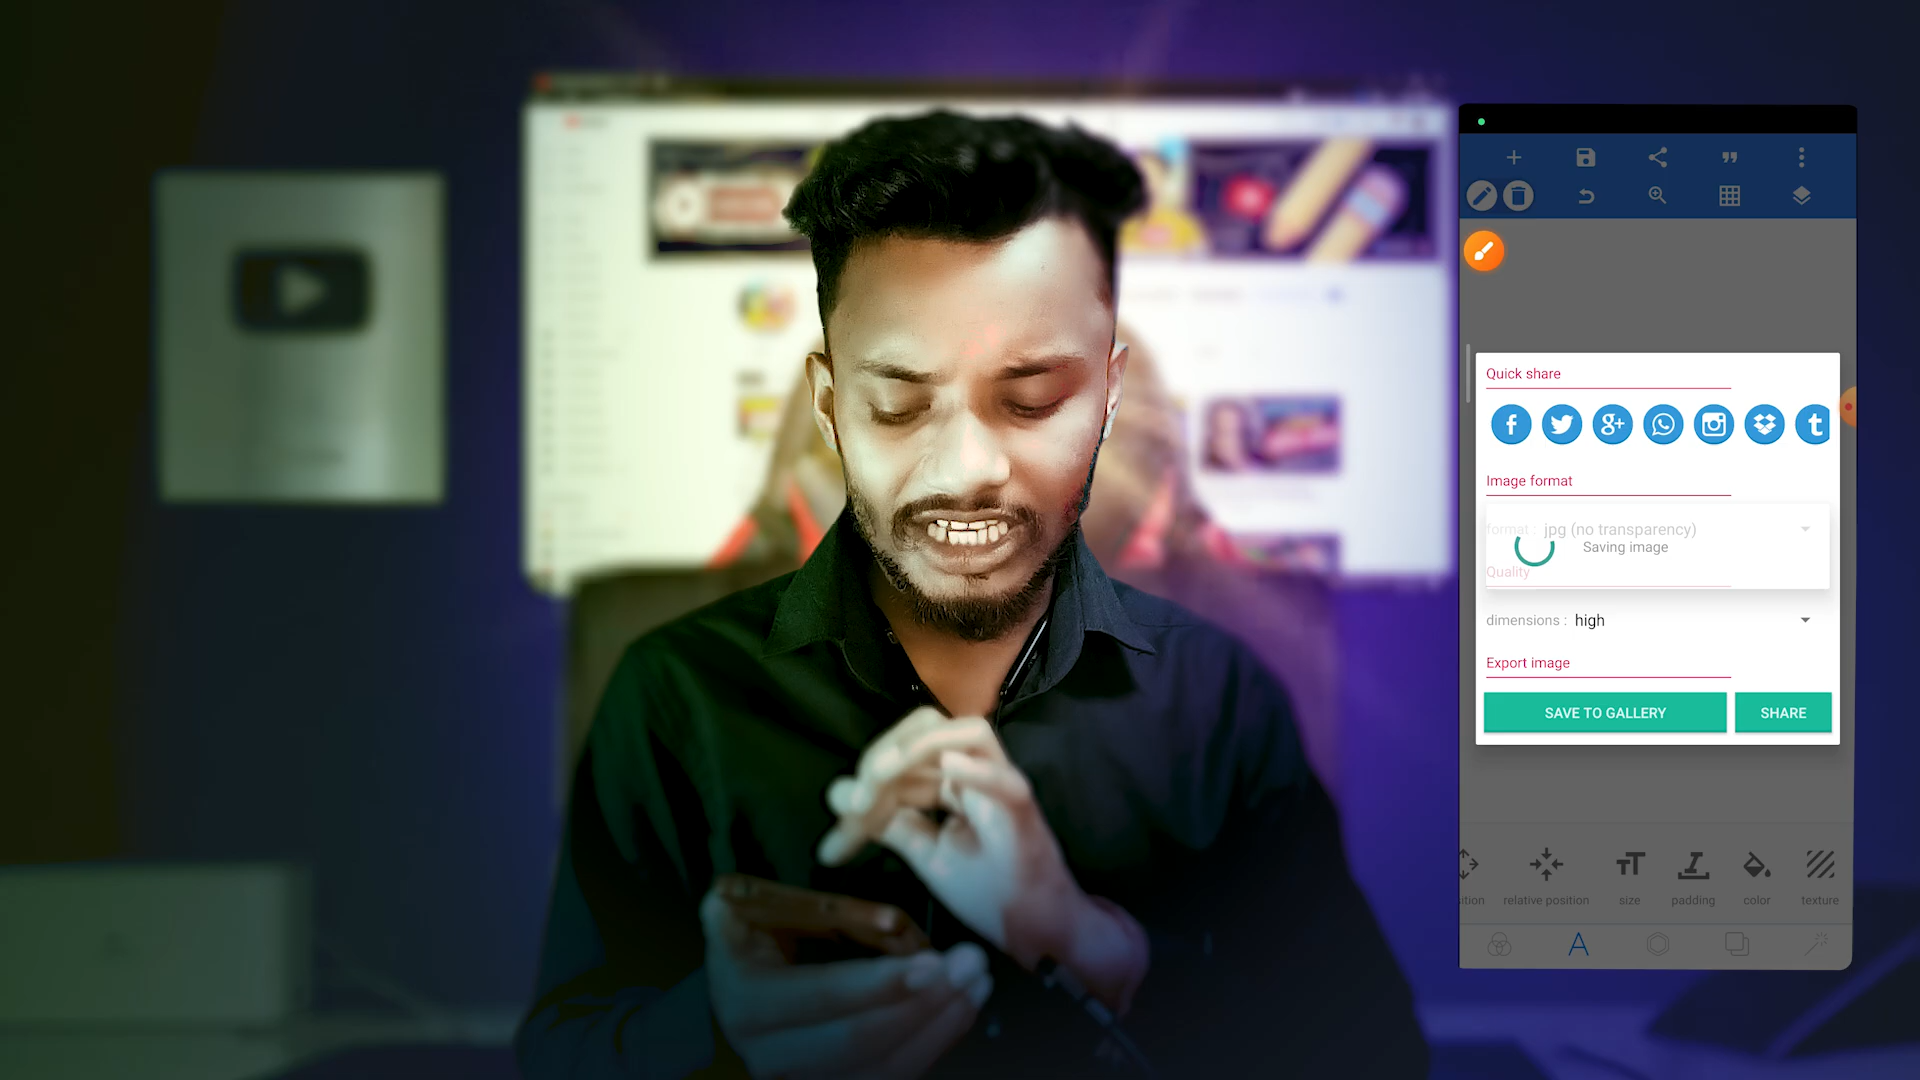 Quick share
Image format
format : jpg (no transparency)
Saving image
Quality
dimensions : high
Export image
SAVE TO GALLERY
SHARE
relative position
size
padding
color
texture